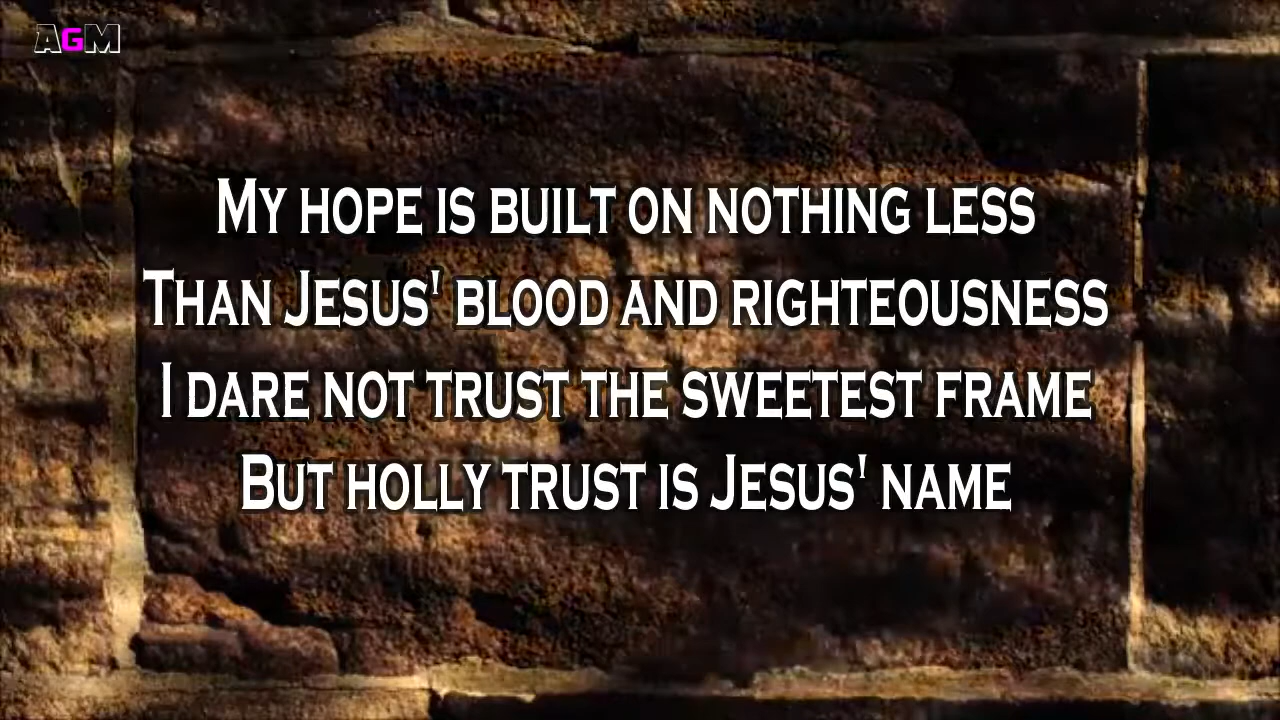 AGM
My hope is built on nothing less
Than Jesus' blood and righteousness
I dare not trust the sweetest frame
But holly trust is Jesus' name